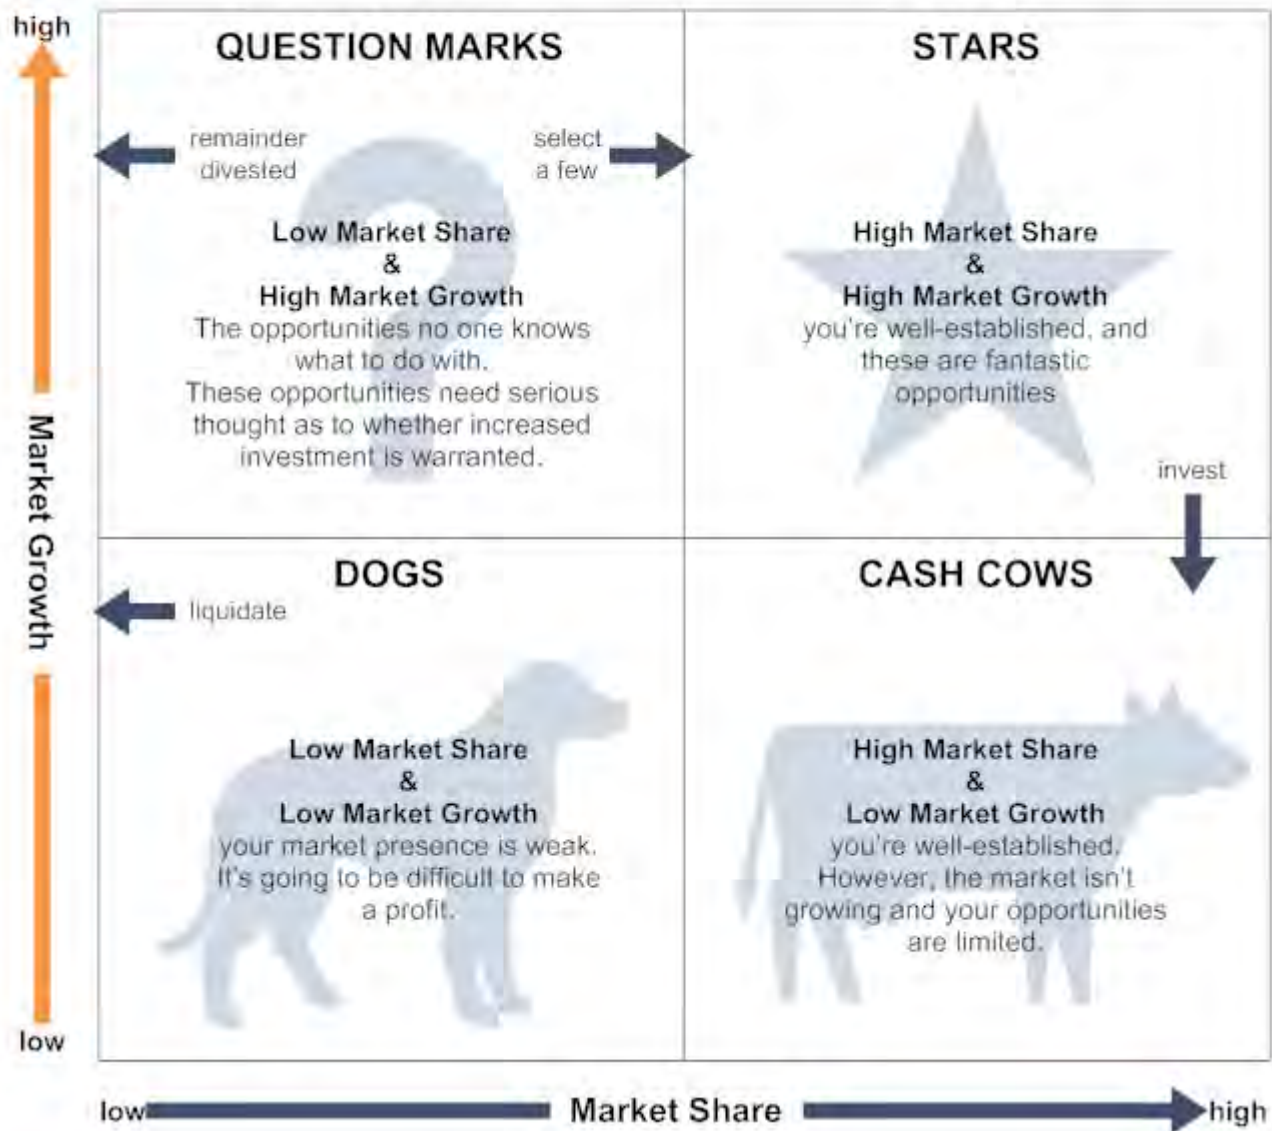 high
QUESTION MARKS
remainder
divested
select
a few
Low Market Share
&
High Market Growth
The opportunities no one knows
what to do with.
These opportunities need serious
thought as to whether increased
investment is warranted.
STARS
High Market Share
&
High Market Growth
you're well-established, and
these are fantastic
opportunities
invest
Market Growth
DOGS
liquidate
Low Market Share
&
Low Market Growth
your market presence is weak.
It's going to be difficult to make
a profit.
CASH COWS
High Market Share
&
Low Market Growth
you're well-established.
However, the market isn't
growing and your opportunities
are limited.
low
low
Market Share
high